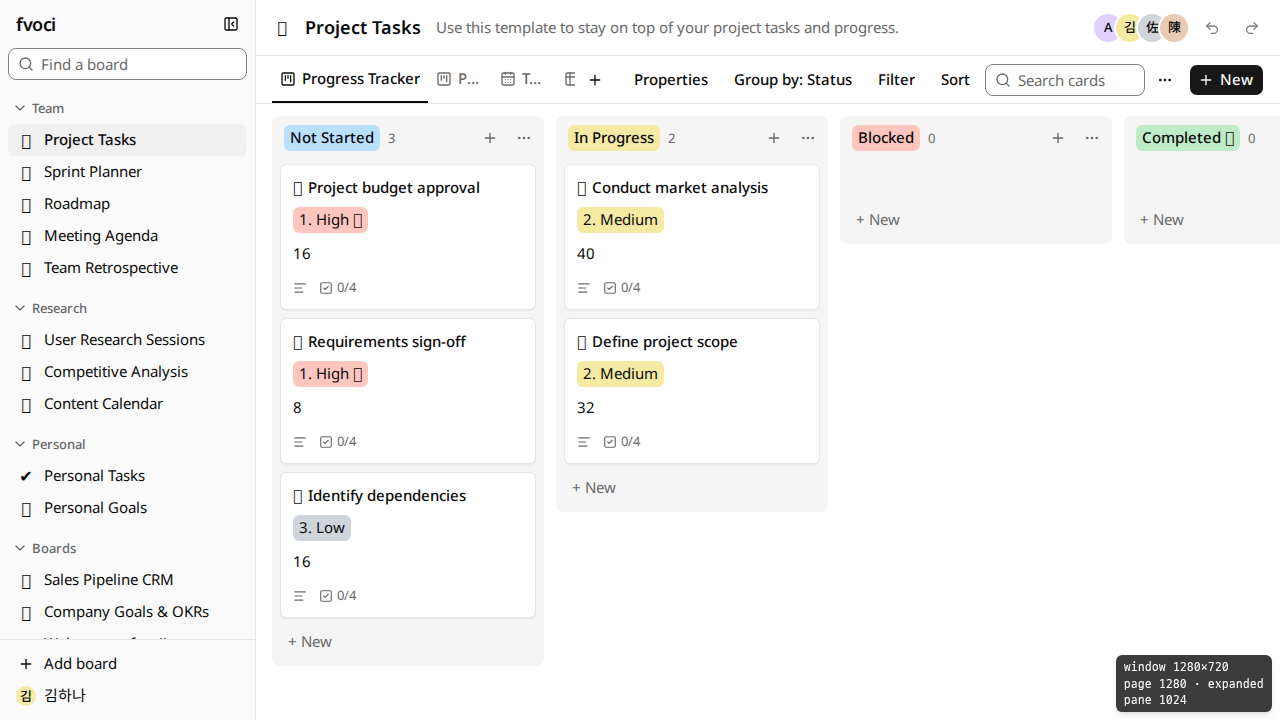 fvoci
Find a board
Team
Project Tasks
Sprint Planner
Roadmap
Meeting Agenda
Team Retrospective
Research
User Research Sessions
Competitive Analysis
Content Calendar
Personal
Personal Tasks
Personal Goals
Boards
Sales Pipeline CRM
Company Goals & OKRs
Add board
김 김하나
Project Tasks Use this template to stay on top of your project tasks and progress.
A 김 佐 陳
Progress Tracker P... T... Properties Group by: Status Filter Sort Search cards New
Not Started 3
Project budget approval
1. High
16
0/4
Requirements sign-off
1. High
8
0/4
Identify dependencies
3. Low
16
0/4
+ New
In Progress 2
Conduct market analysis
2. Medium
40
0/4
Define project scope
2. Medium
32
0/4
+ New
Blocked 0
+ New
Completed 0
+ New
window 1280×720
page 1280 · expanded
pane 1024